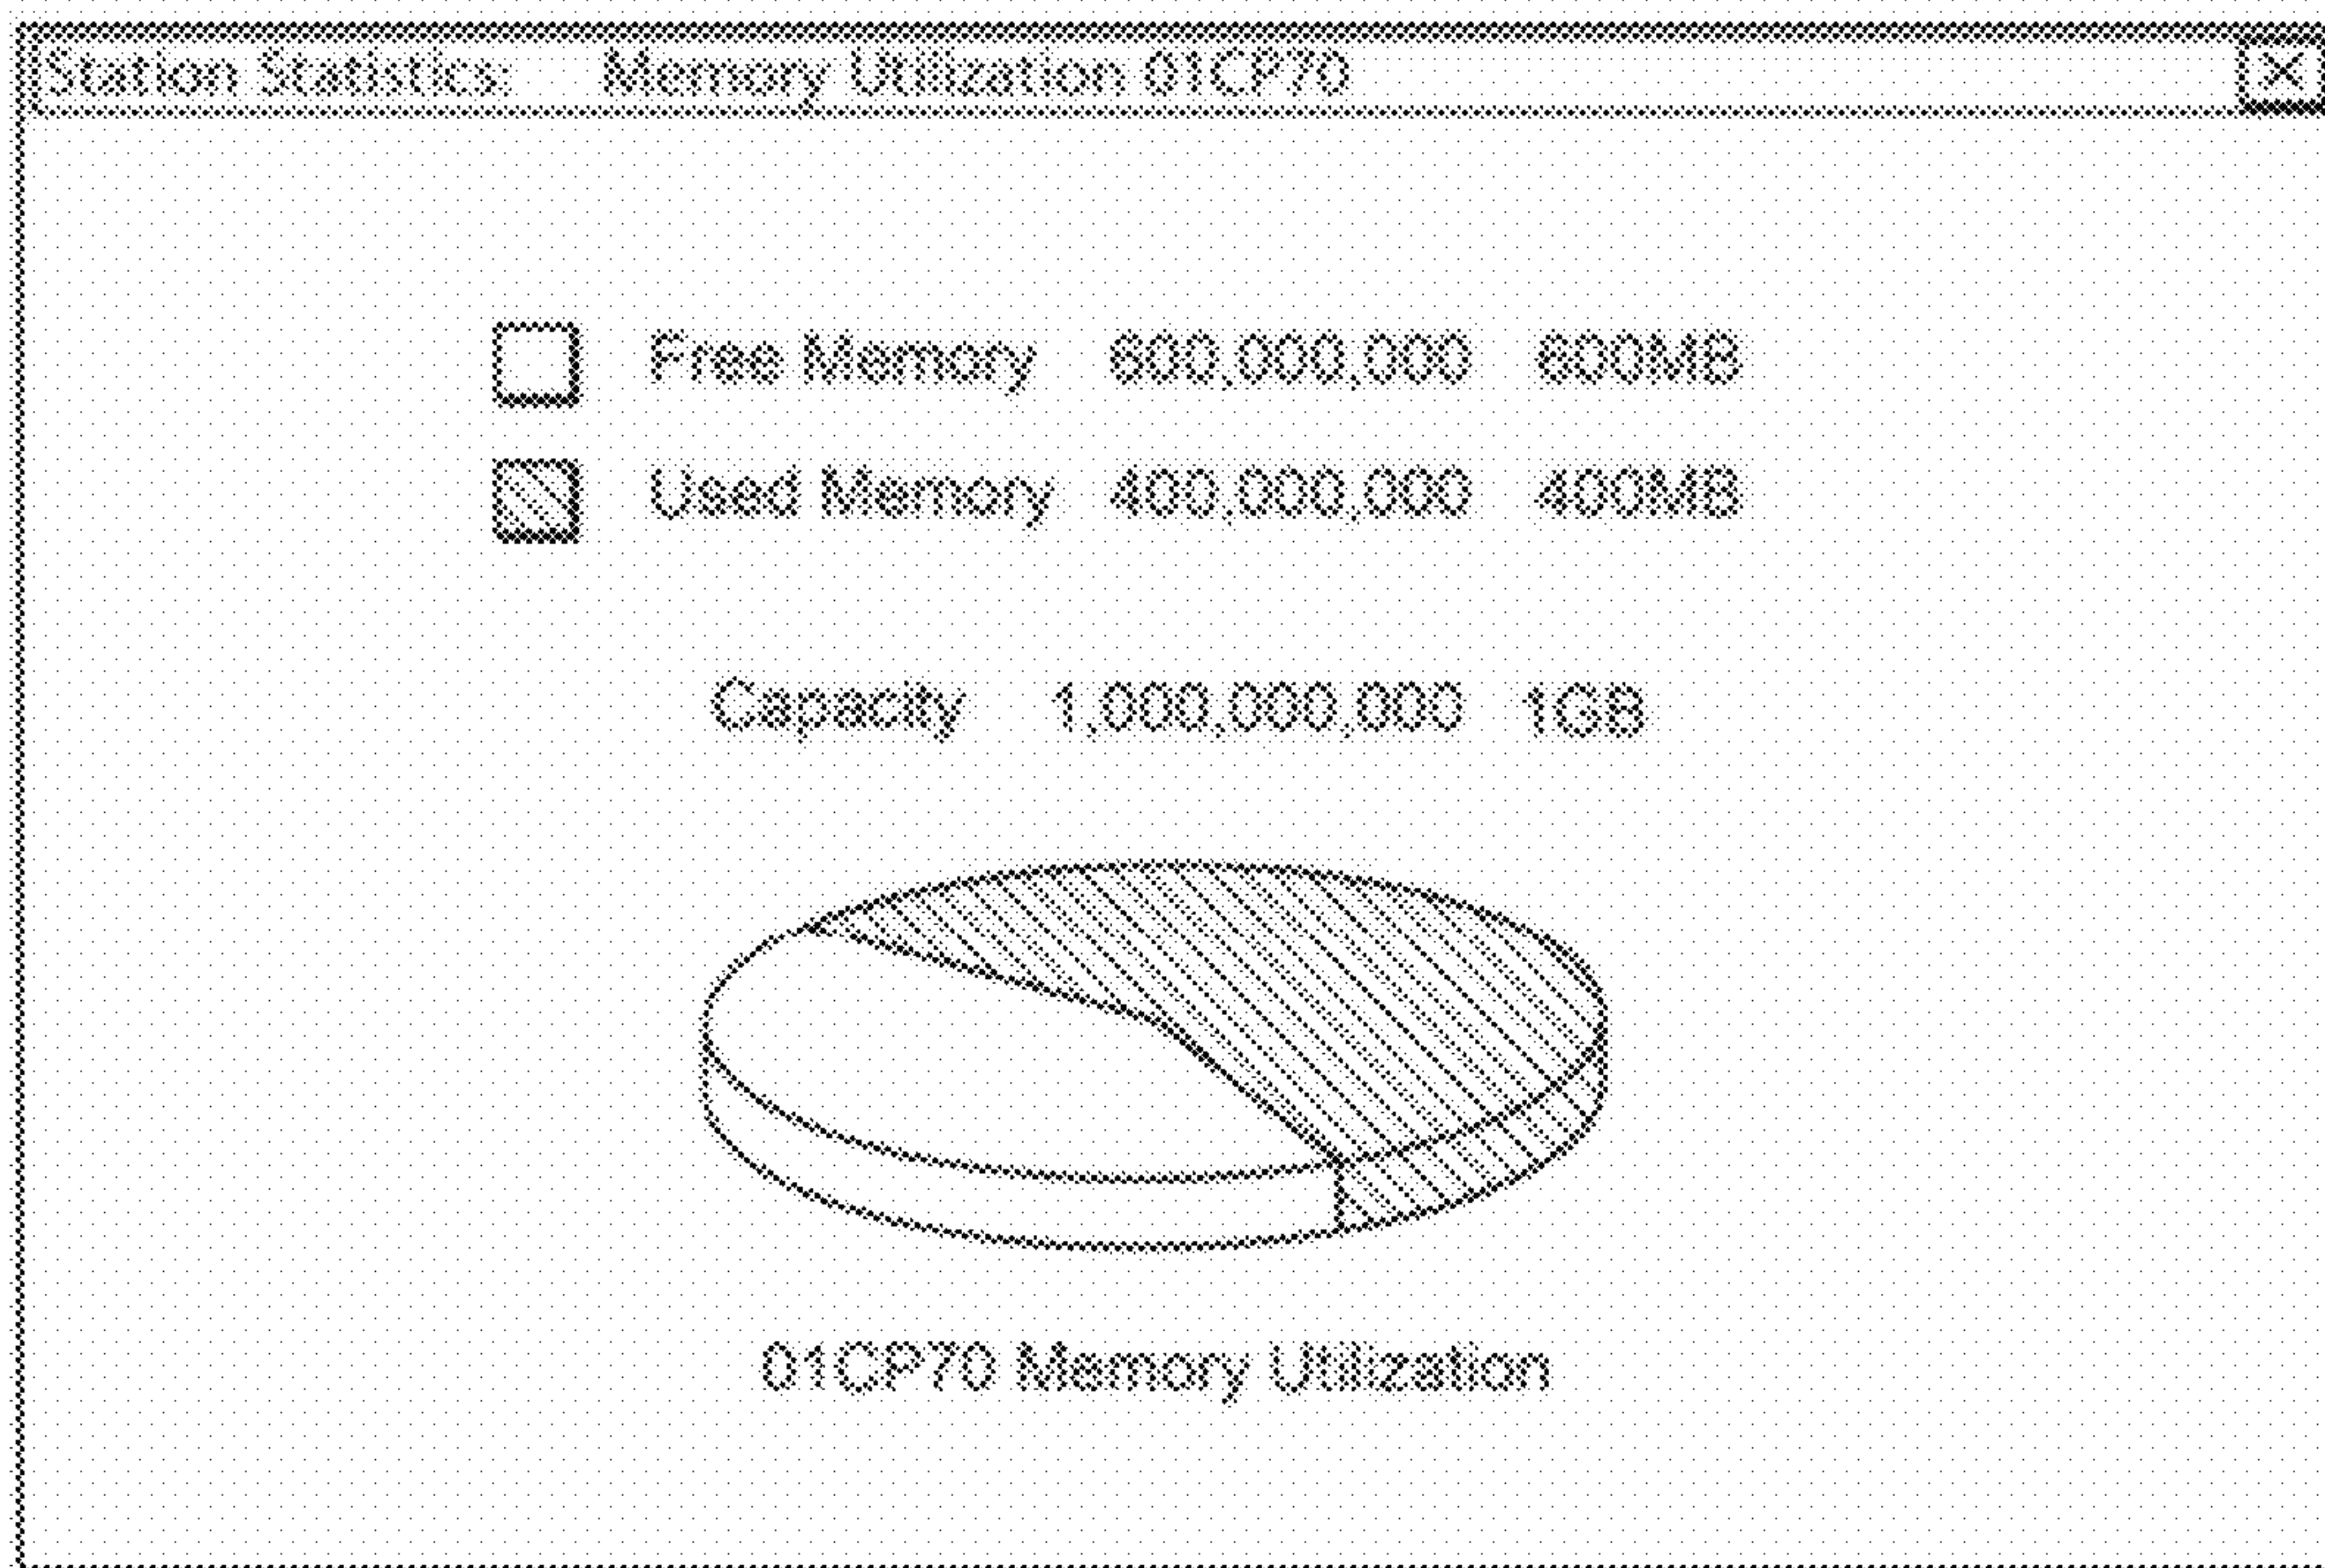 Station Statistics: Memory Utilization 01CP70
Free Memory 600,000,000 600MB
Used Memory 400,000,000 400MB
Capacity 1,000,000,000 1GB
01CP70 Memory Utilization